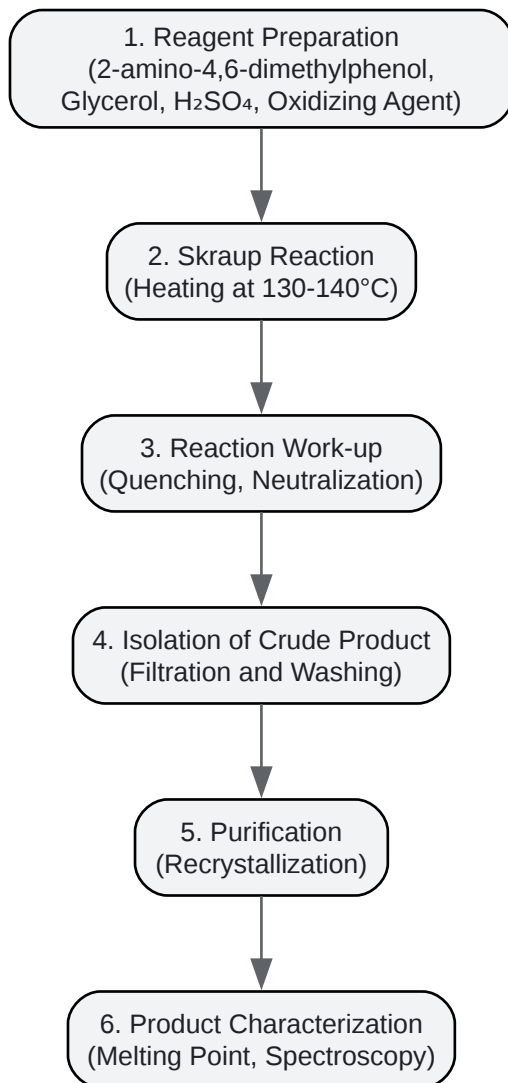 1. Reagent Preparation
(2-amino-4,6-dimethylphenol,
Glycerol, H₂SO₄, Oxidizing Agent)
2. Skraup Reaction
(Heating at 130-140°C)
3. Reaction Work-up
(Quenching, Neutralization)
4. Isolation of Crude Product
(Filtration and Washing)
5. Purification
(Recrystallization)
6. Product Characterization
(Melting Point, Spectroscopy)